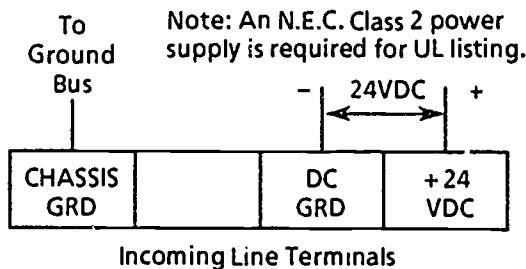 To
Ground
Bus
Note: An N.E.C. Class 2 power
supply is required for UL listing.
− 24VDC +
CHASSIS
GRD
DC
GRD
+24
VDC
Incoming Line Terminals